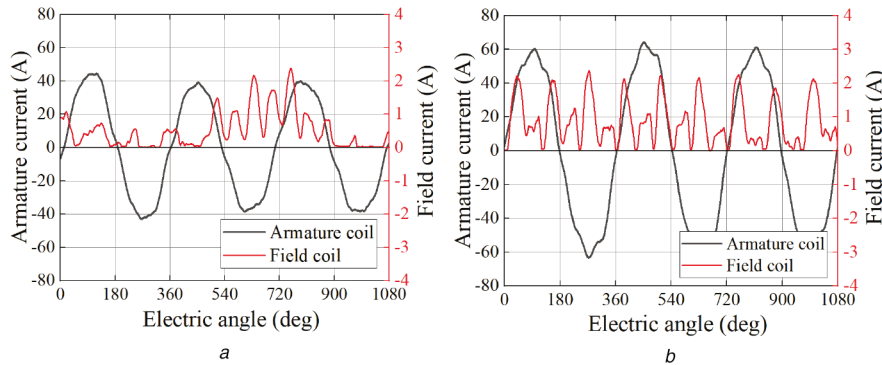 80
60
40
20
0
-20
-40
-60
-80
Armature current (A)
4
3
2
1
0
-1
-2
-3
-4
Field current (A)
Armature coil
Field coil
0 180 360 540 720 900 1080
Electric angle (deg)
a
80
60
40
20
0
-20
-40
-60
-80
Armature current (A)
4
3
2
1
0
-1
-2
-3
-4
Field current (A)
Armature coil
Field coil
0 180 360 540 720 900 1080
Electric angle (deg)
b